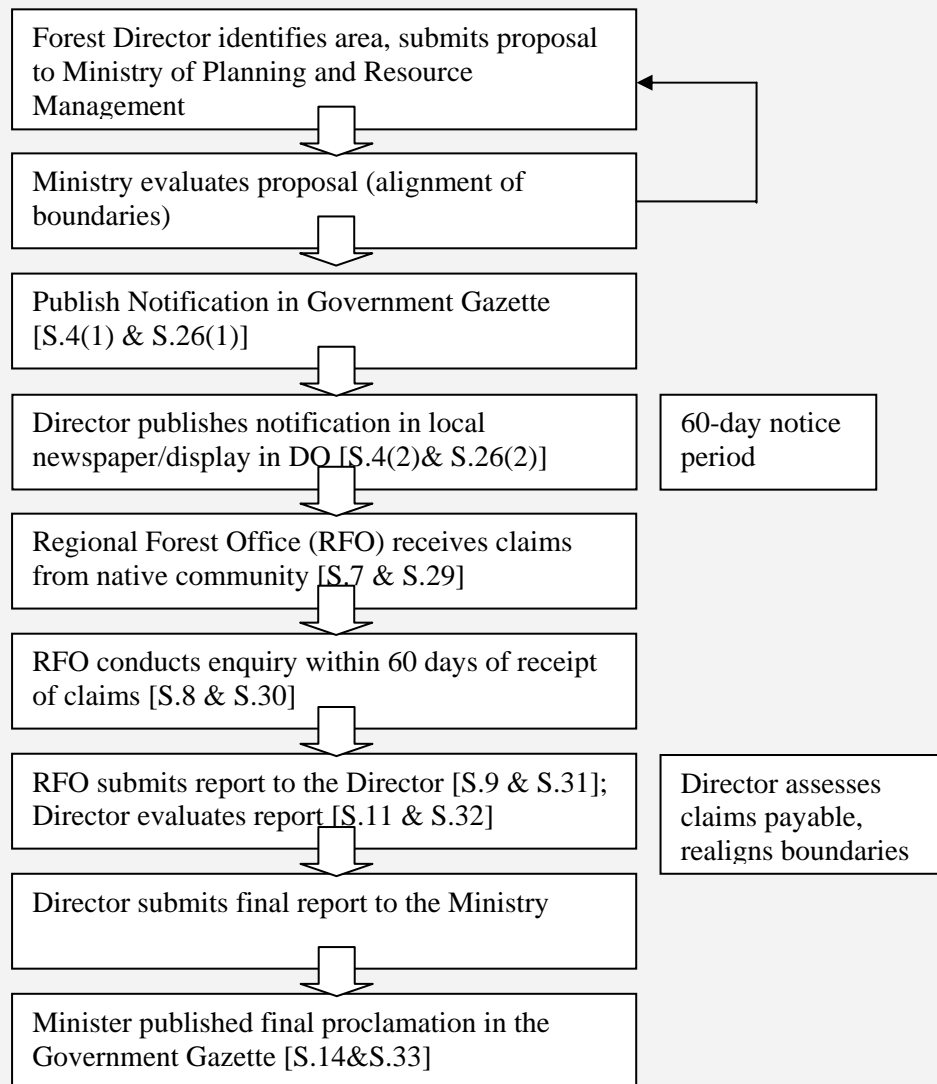 Forest Director identifies area, submits proposal
to Ministry of Planning and Resource
Management
Ministry evaluates proposal (alignment of
boundaries)
Publish Notification in Government Gazette
[S.4(1) & S.26(1)]
Director publishes notification in local
newspaper/display in DO [S.4(2)& S.26(2)]
60-day notice
period
Regional Forest Office (RFO) receives claims
from native community [S.7 & S.29]
RFO conducts enquiry within 60 days of receipt
of claims [S.8 & S.30]
RFO submits report to the Director [S.9 & S.31];
Director evaluates report [S.11 & S.32]
Director assesses
claims payable,
realigns boundaries
Director submits final report to the Ministry
Minister published final proclamation in the
Government Gazette [S.14&S.33]